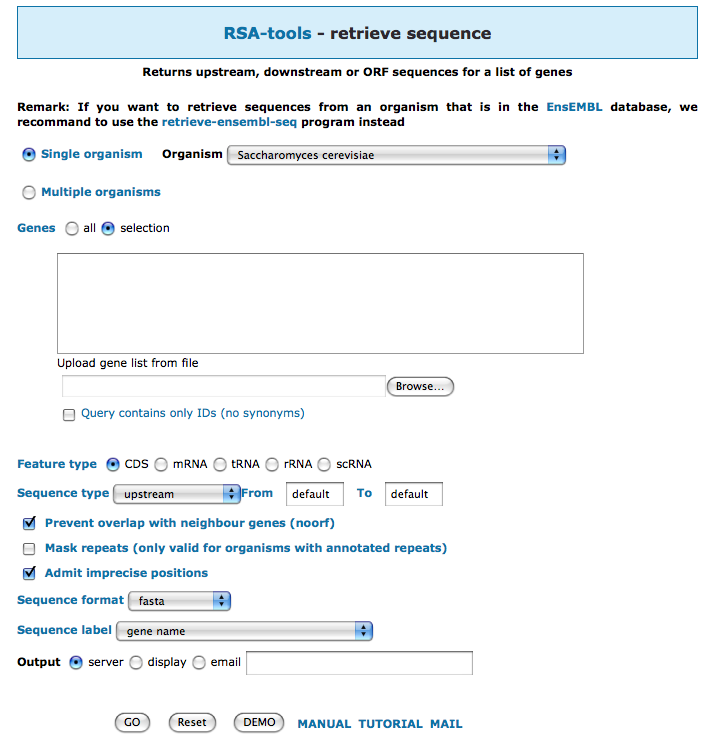 RSA-tools - retrieve sequence
Returns upstream, downstream or ORF sequences for a list of genes
Remark: If you want to retrieve sequences from an organism that is in the EnsEMBL database, we
recommand to use the retrieve-ensembl-seq program instead
Single organism Organism Saccharomyces cerevisiae
Multiple organisms
Genes all selection
Upload gene list from file
Browse...
Query contains only IDs (no synonyms)
Feature type CDS mRNA tRNA rRNA scRNA
Sequence type upstream From default To default
Prevent overlap with neighbour genes (noorf)
Mask repeats (only valid for organisms with annotated repeats)
Admit imprecise positions
Sequence format fasta
Sequence label gene name
Output server display email
GO Reset DEMO MANUAL TUTORIAL MAIL